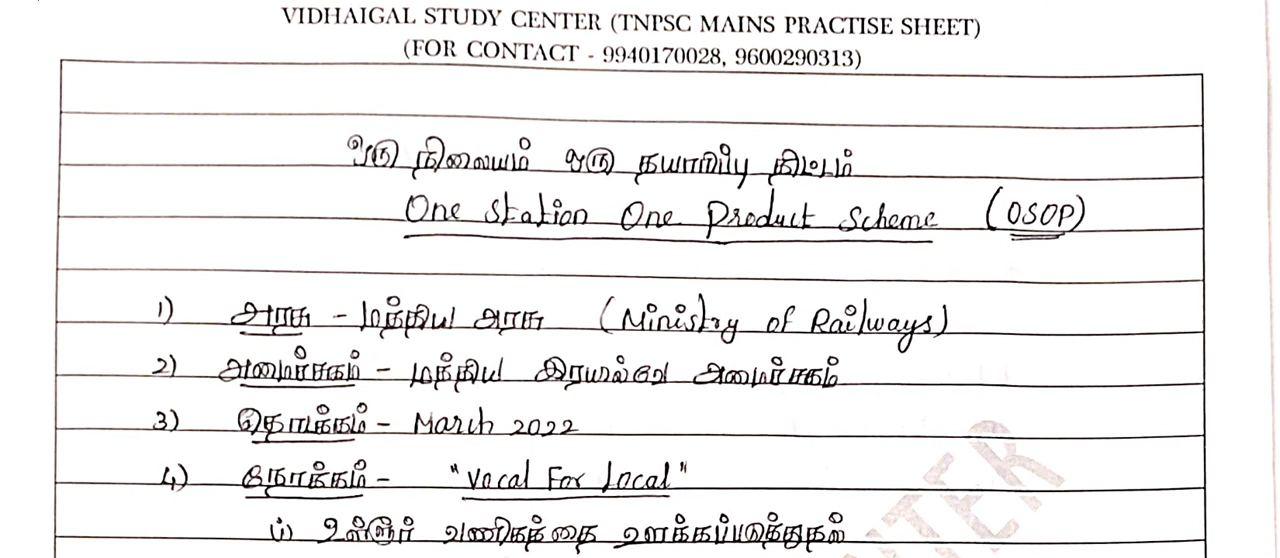 VIDHAIGAL STUDY CENTER (TNPSC MAINS PRACTISE SHEET)
(FOR CONTACT - 9940170028, 9600290313)
ஒரு நிலையம் ஒரு தயாரிப்பு திட்டம்
One Station One Product Scheme (OSOP)
1) அரசு - மத்திய அரசு (Ministry of Railways)
2) அமைச்சகம் - மத்திய இரயில்வே அமைச்சகம்
3) தொடக்கம் - March 2022
4) நோக்கம் - "Vocal For Local"
i) உள்ளூர் வணிகத்தை ஊக்கப்படுத்துதல்